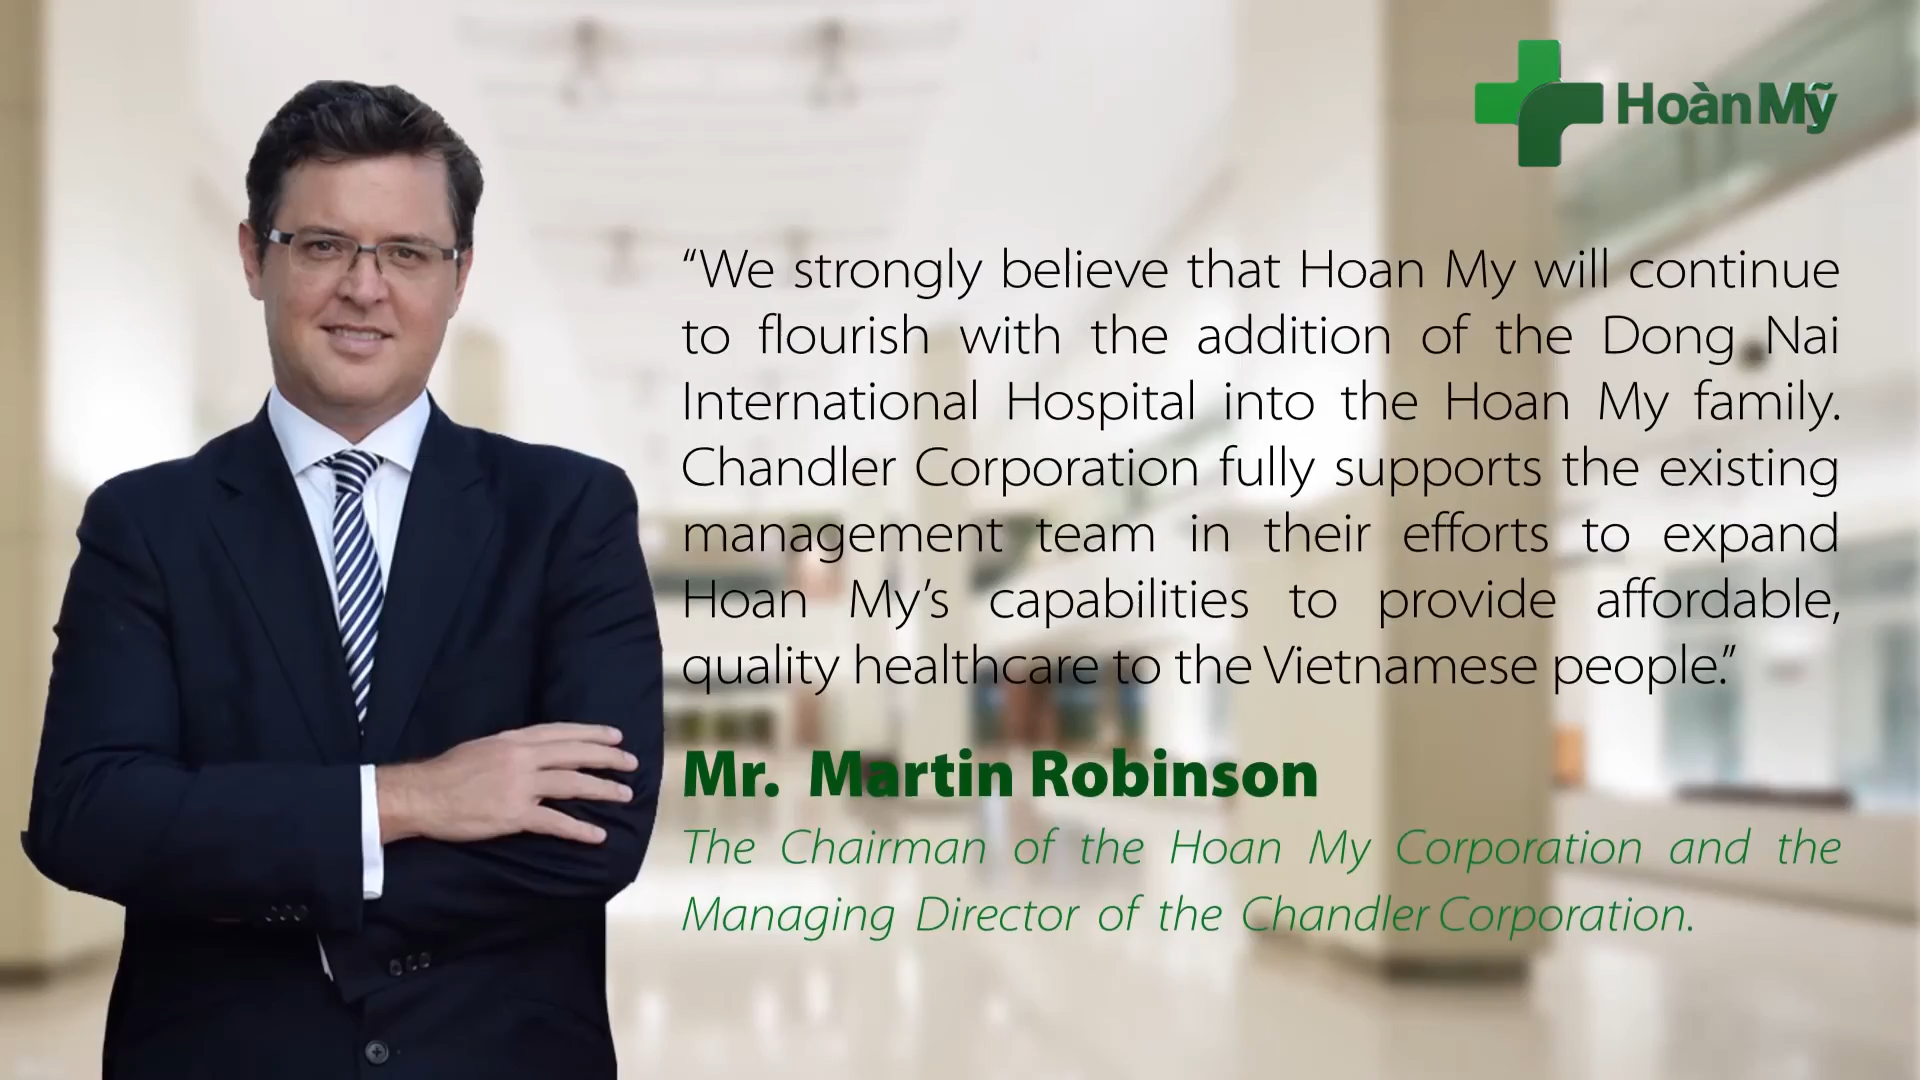 Hoàn Mỹ
“We strongly believe that Hoan My will continue
to flourish with the addition of the Dong Nai
International Hospital into the Hoan My family.
Chandler Corporation fully supports the existing
management team in their efforts to expand
Hoan My’s capabilities to provide affordable,
quality healthcare to the Vietnamese people.”
Mr. Martin Robinson
The Chairman of the Hoan My Corporation and the
Managing Director of the Chandler Corporation.